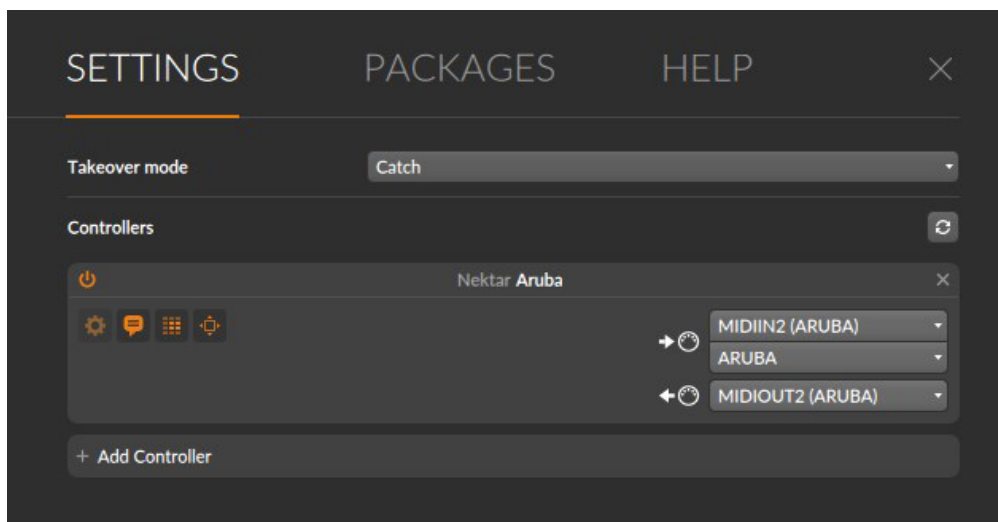 SETTINGS PACKAGES HELP
Takeover mode Catch
Controllers
Nektar Aruba
MIDIIN2 (ARUBA)
ARUBA
MIDIOUT2 (ARUBA)
+ Add Controller